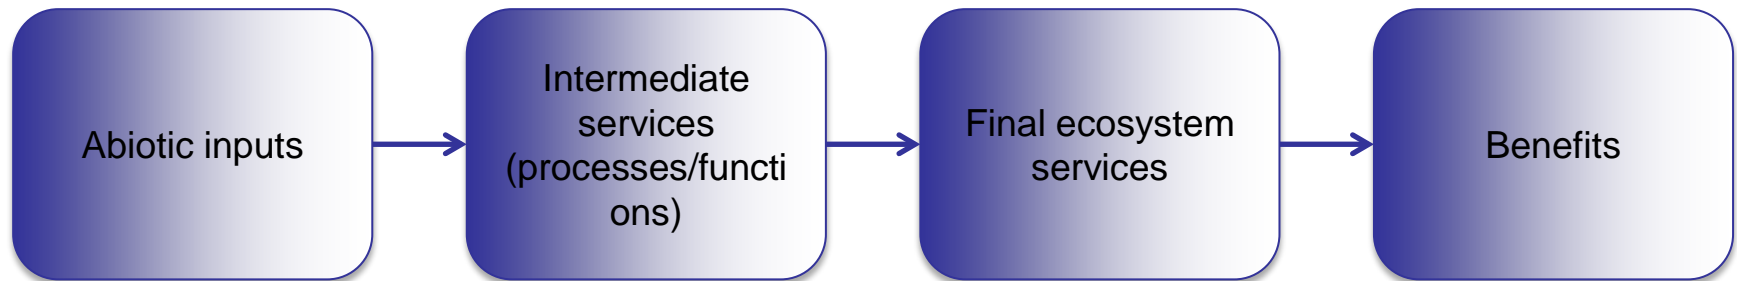 Abiotic inputs
Intermediate
services
(processes/functi
ons)
Final ecosystem
services
Benefits